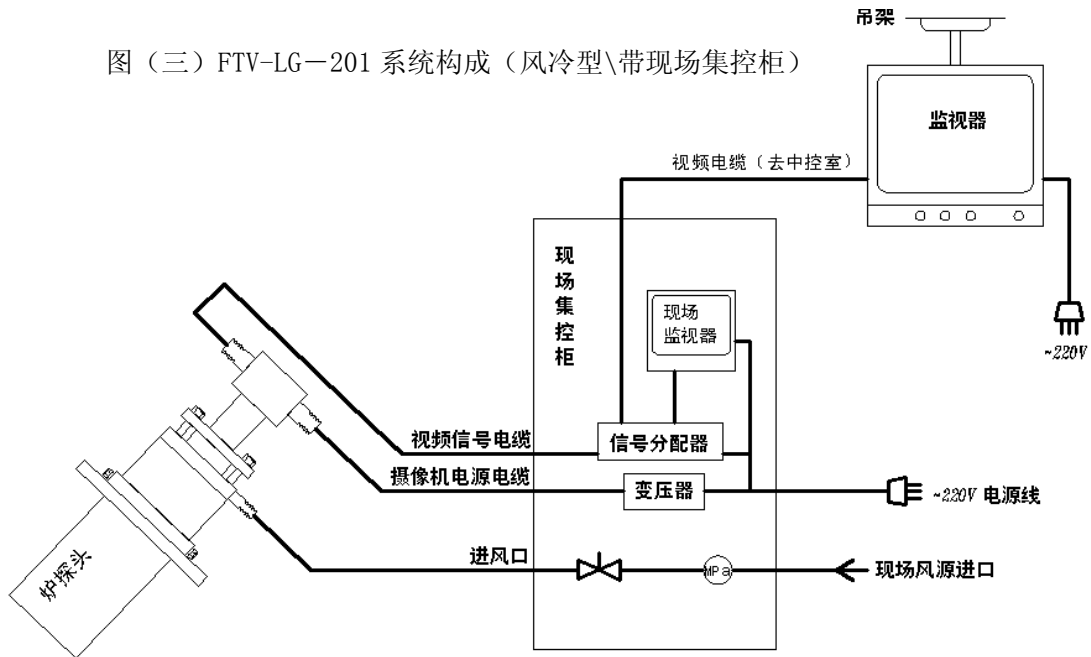 吊架
图（三）FTV-LG－201 系统构成（风冷型\带现场集控柜）
监视器
视频电缆（去中控室）
现场集控柜
现场
监视器
~220V
视频信号电缆
信号分配器
摄像机电源电缆
变压器
~220V 电源线
进风口
MPa
现场风源进口
炉探头